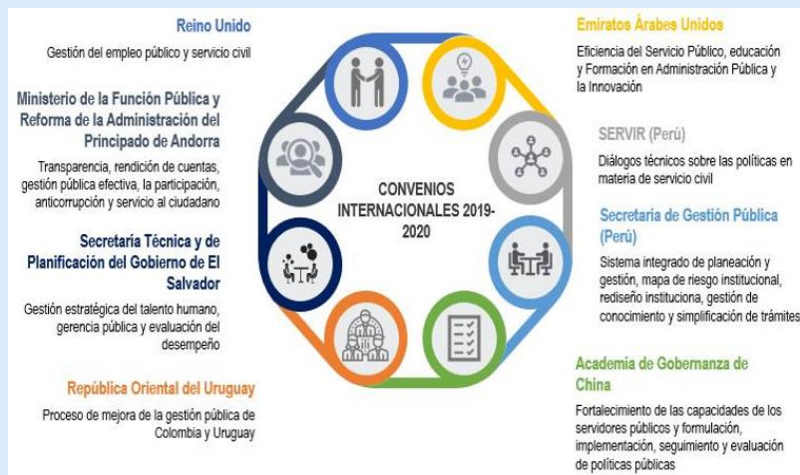 Reino Unido
Gestión del empleo público y servicio civil
Ministerio de la Función Pública y
Reforma de la Administración del
Principado de Andorra
Transparencia, rendición de cuentas,
gestión pública efectiva, la participación,
anticorrupción y servicio al ciudadano
Secretaría Técnica y de
Planificación del Gobierno de El
Salvador
Gestión estratégica del talento humano,
gerencia pública y evaluación del
desempeño
República Oriental del Uruguay
Proceso de mejora de la gestión pública de
Colombia y Uruguay
CONVENIOS
INTERNACIONALES 2019-
2020
Emiratos Árabes Unidos
Eficiencia del Servicio Público, educación
y Formación en Administración Pública y
la Innovación
SERVIR (Perú)
Diálogos técnicos sobre las políticas en
materia de servicio civil
Secretaría de Gestión Pública
(Perú)
Sistema integrado de planeación y
gestión, mapa de riesgo institucional,
rediseño instituciona, gestión de
conocimiento y simplificación de trámites
Academia de Gobernanza de
China
Fortalecimiento de las capacidades de los
servidores públicos y formulación,
implementación, seguimiento y evaluación
de políticas públicas